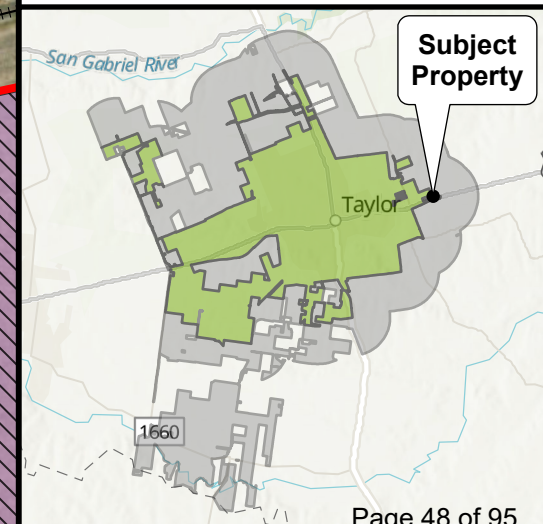 San Gabriel River
Subject
Property
Taylor
1660
Page 48 of 95